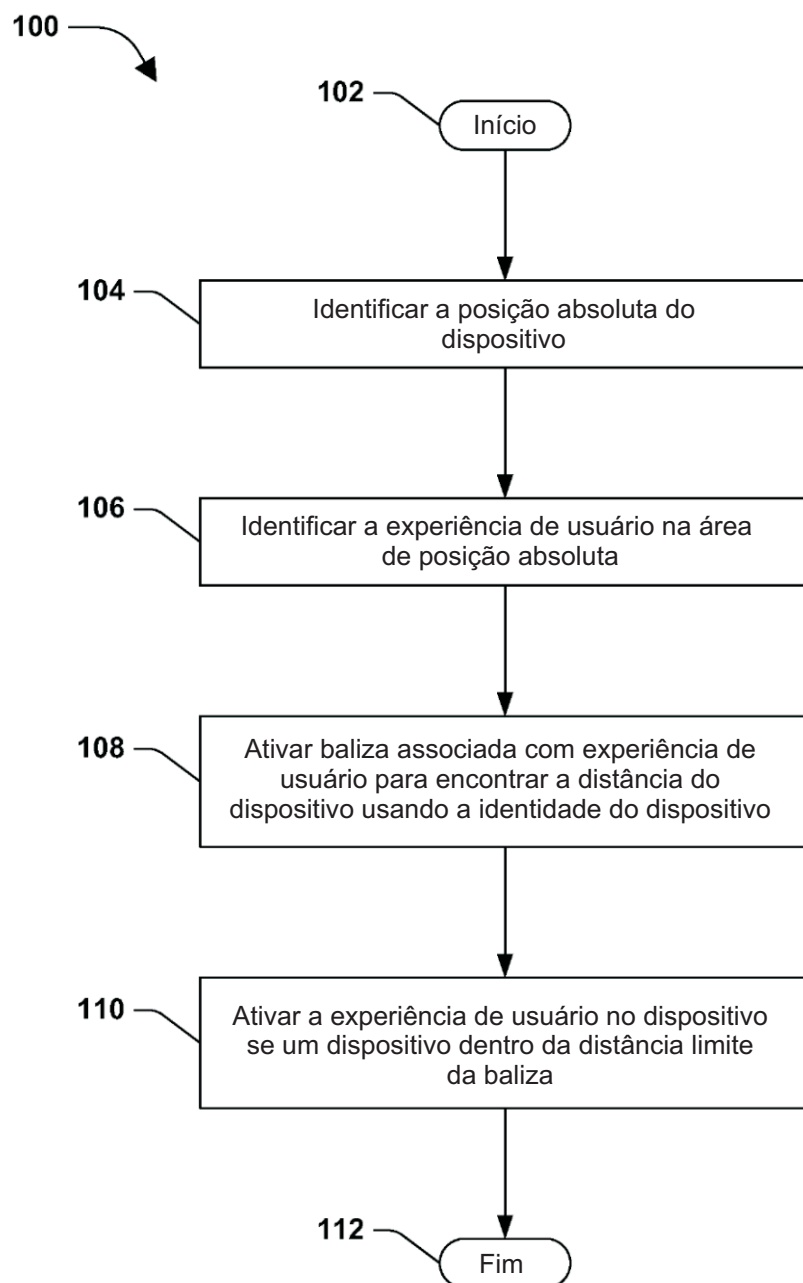 100
102
Início
104
Identificar a posição absoluta do
dispositivo
106
Identificar a experiência de usuário na área
de posição absoluta
108
Ativar baliza associada com experiência de
usuário para encontrar a distância do
dispositivo usando a identidade do dispositivo
110
Ativar a experiência de usuário no dispositivo
se um dispositivo dentro da distância limite
da baliza
112
Fim